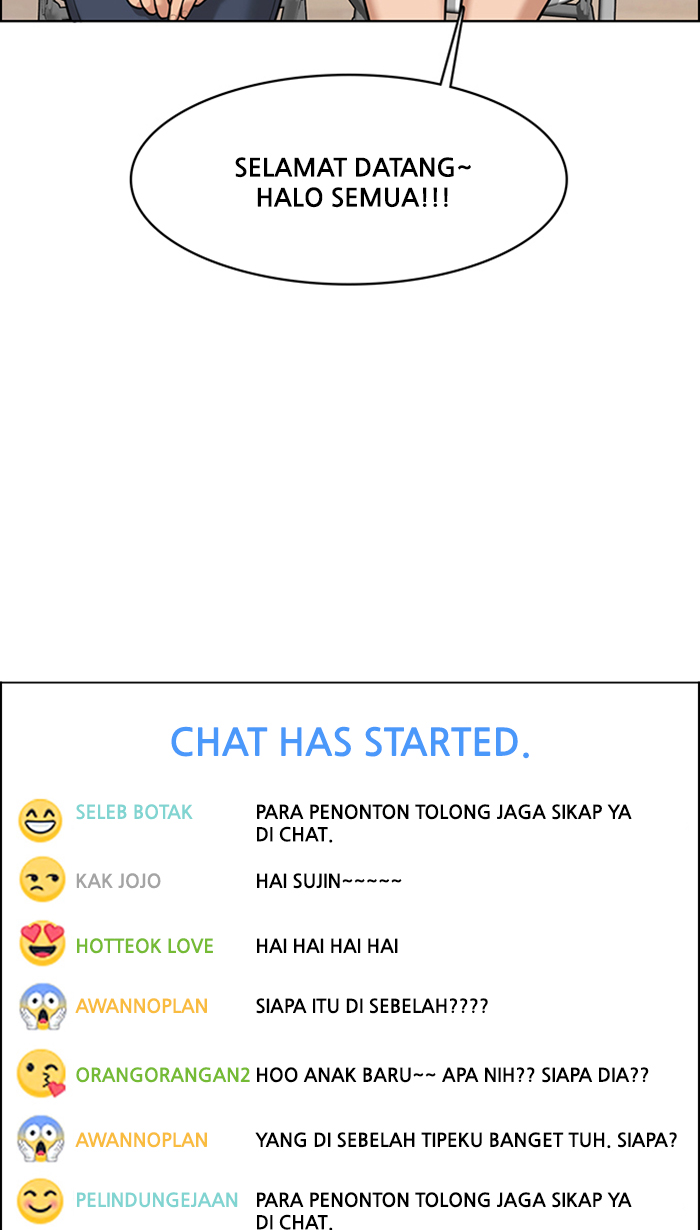 SELAMAT DATANG~
HALO SEMUA!!!
CHAT HAS STARTED.
SELEB BOTAK PARA PENONTON TOLONG JAGA SIKAP YA
DI CHAT.
KAK JOJO HAI SUJIN~~~~~
HOTTEOK LOVE HAI HAI HAI HAI
AWANNOPLAN SIAPA ITU DI SEBELAH????
ORANGORANGAN2 HOO ANAK BARU~~ APA NIH?? SIAPA DIA??
AWANNOPLAN YANG DI SEBELAH TIPEKU BANGET TUH. SIAPA?
PELINDUNGEJAAN PARA PENONTON TOLONG JAGA SIKAP YA
DI CHAT.